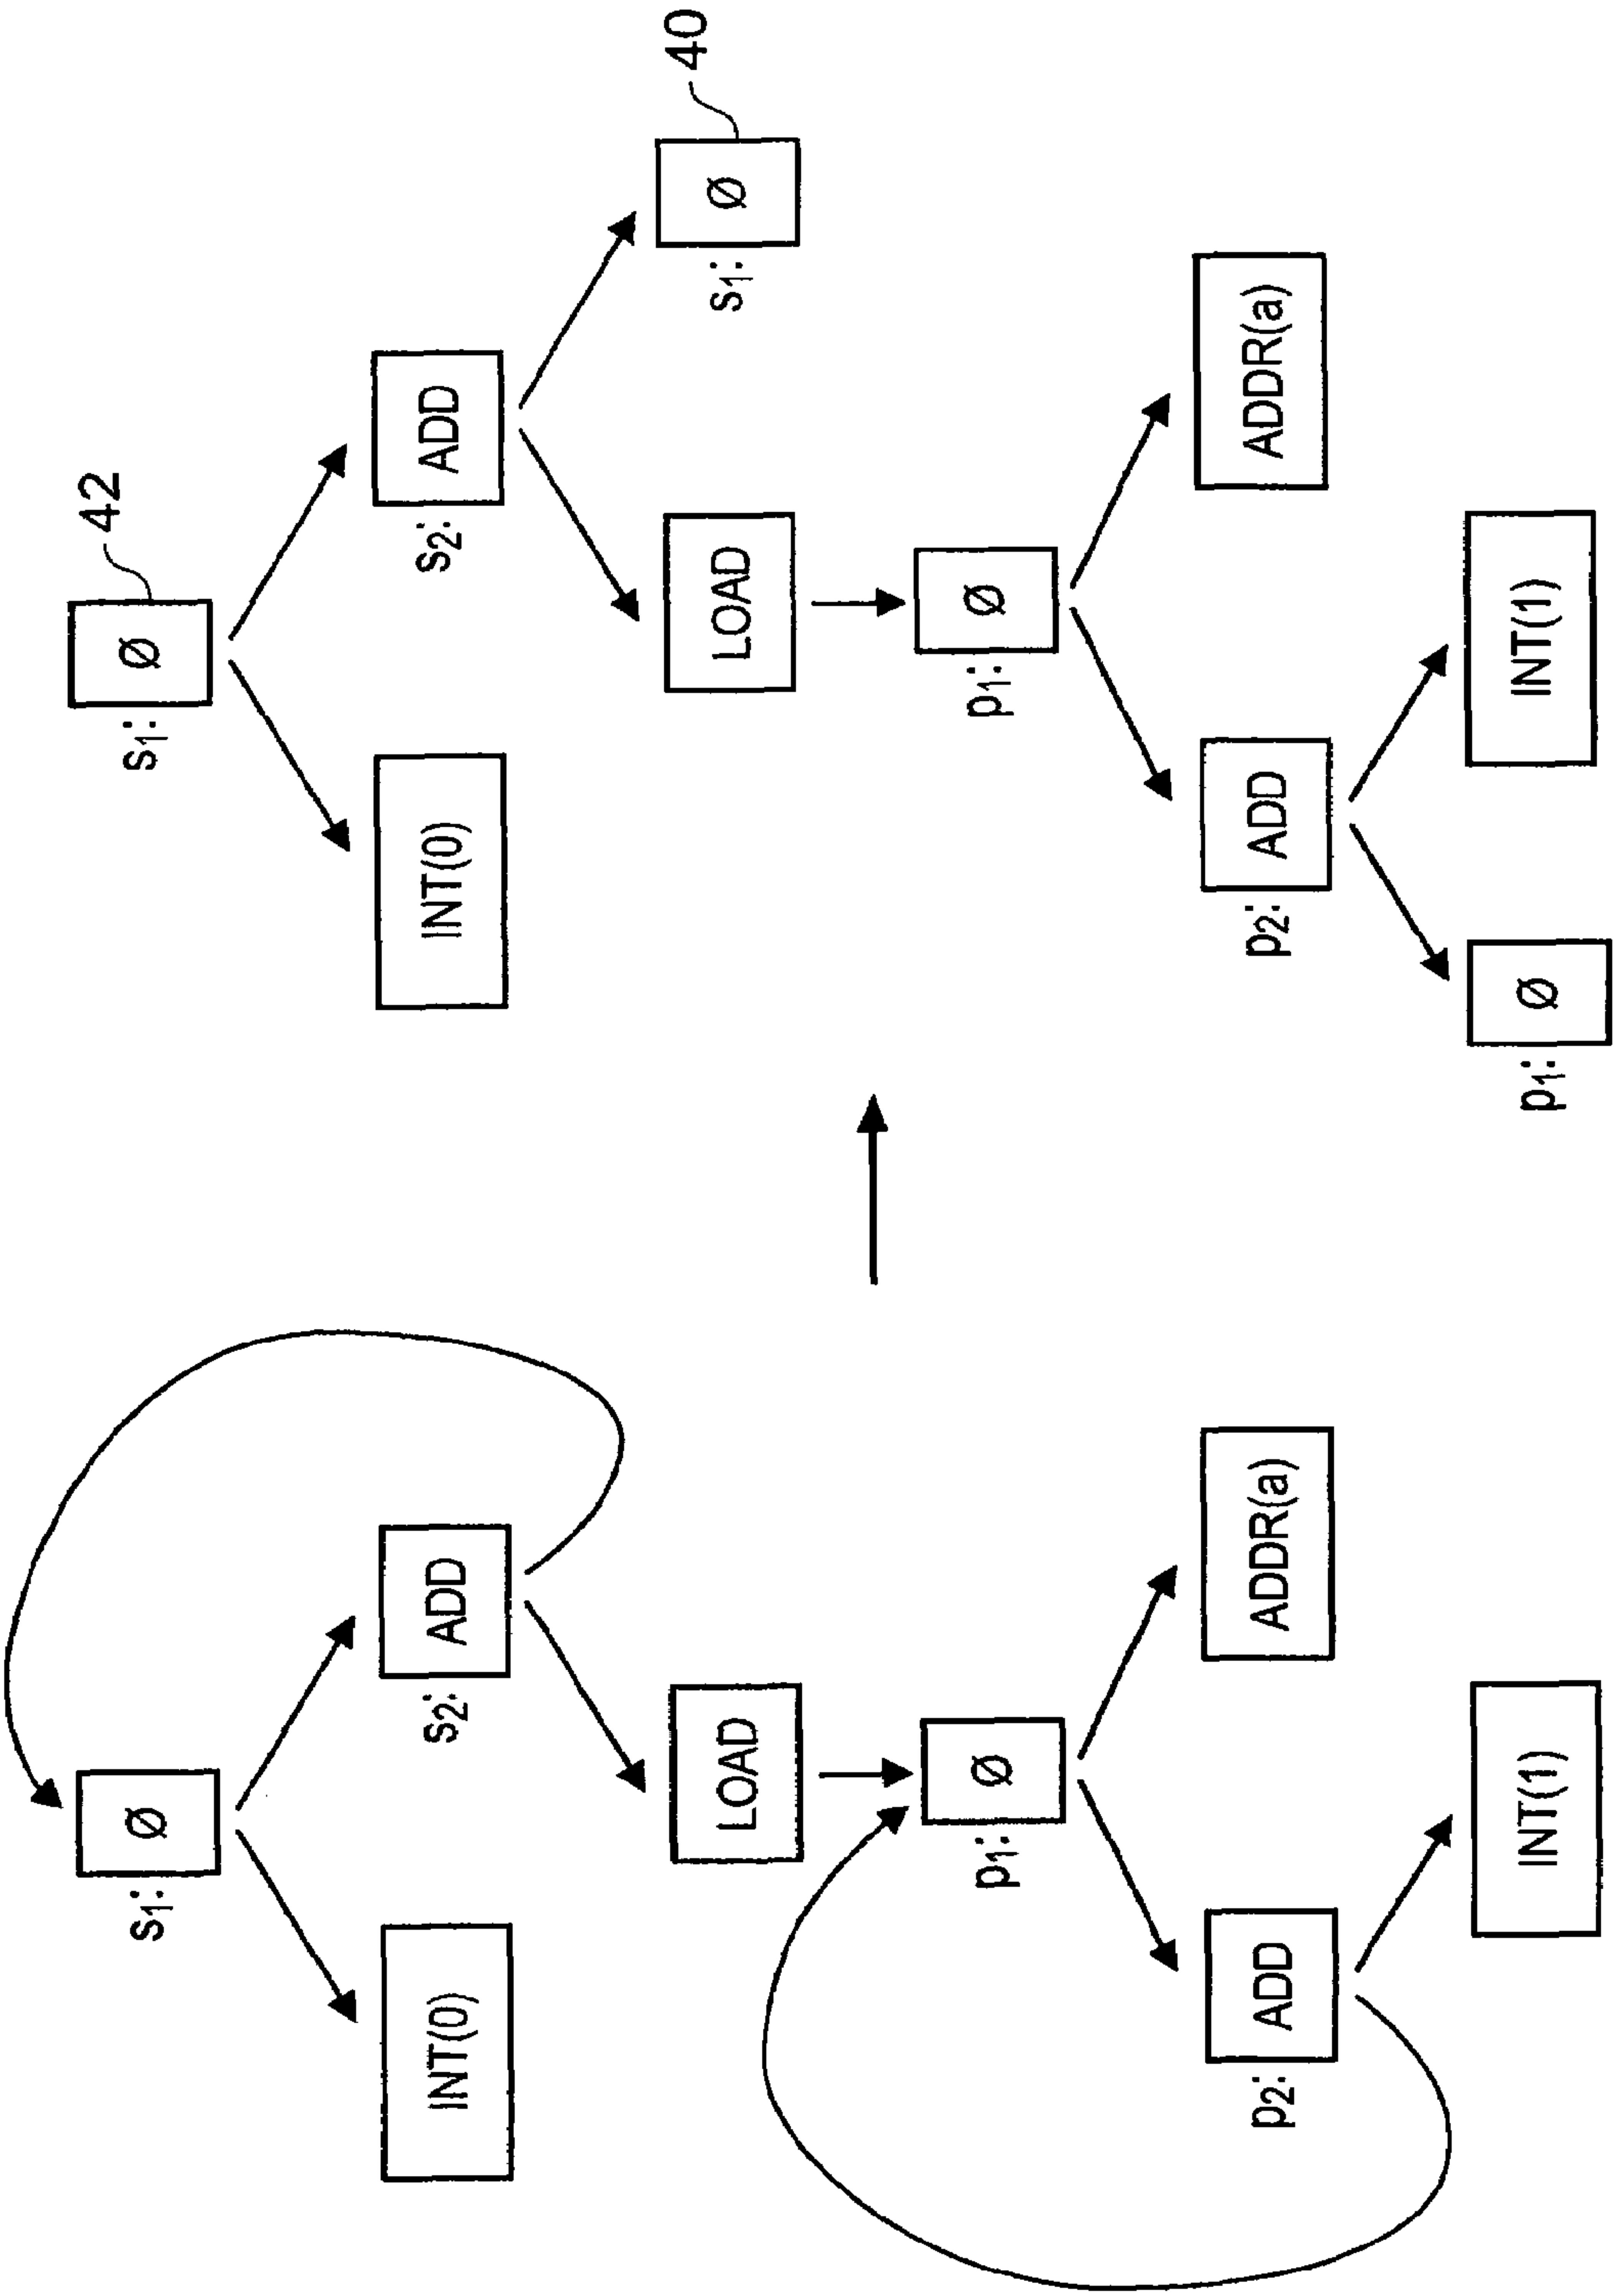 s₁: Ø
INT(0)
s₂: ADD
LOAD
p₁: Ø
p₂: ADD
ADDR(a)
INT(1)
s₁: Ø 42
INT(0)
s₂: ADD
LOAD
s₁: Ø 40
p₁: Ø
p₂: ADD
ADDR(a)
p₁: Ø
INT(1)